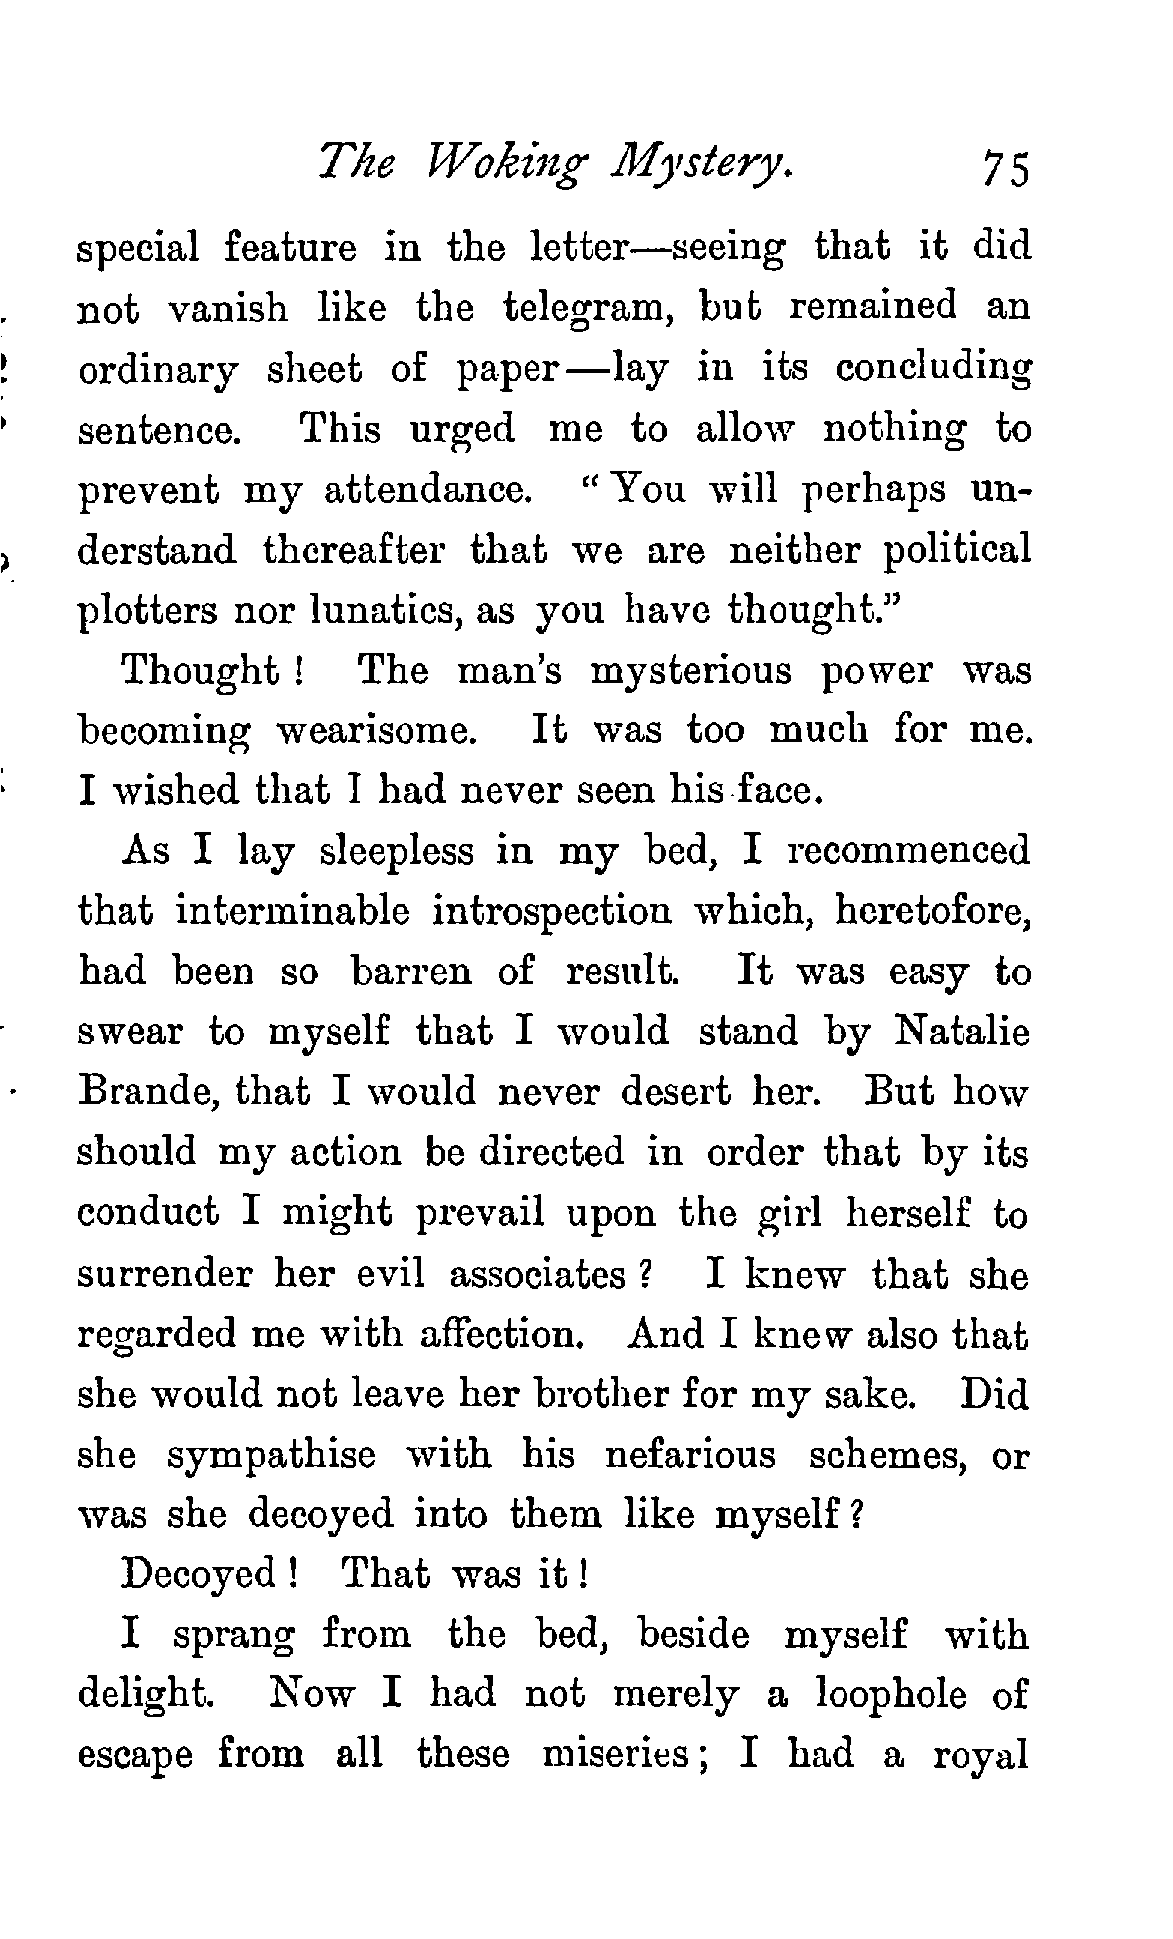 The Woking Mystery. 75
special feature in the letter—seeing that it did
not vanish like the telegram, but remained an
ordinary sheet of paper—lay in its concluding
sentence. This urged me to allow nothing to
prevent my attendance. “You will perhaps un-
derstand thereafter that we are neither political
plotters nor lunatics, as you have thought.”
Thought! The man’s mysterious power was
becoming wearisome. It was too much for me.
I wished that I had never seen his face.
As I lay sleepless in my bed, I recommenced
that interminable introspection which, heretofore,
had been so barren of result. It was easy to
swear to myself that I would stand by Natalie
Brande, that I would never desert her. But how
should my action be directed in order that by its
conduct I might prevail upon the girl herself to
surrender her evil associates? I knew that she
regarded me with affection. And I knew also that
she would not leave her brother for my sake. Did
she sympathise with his nefarious schemes, or
was she decoyed into them like myself?
Decoyed! That was it!
I sprang from the bed, beside myself with
delight. Now I had not merely a loophole of
escape from all these miseries; I had a royal